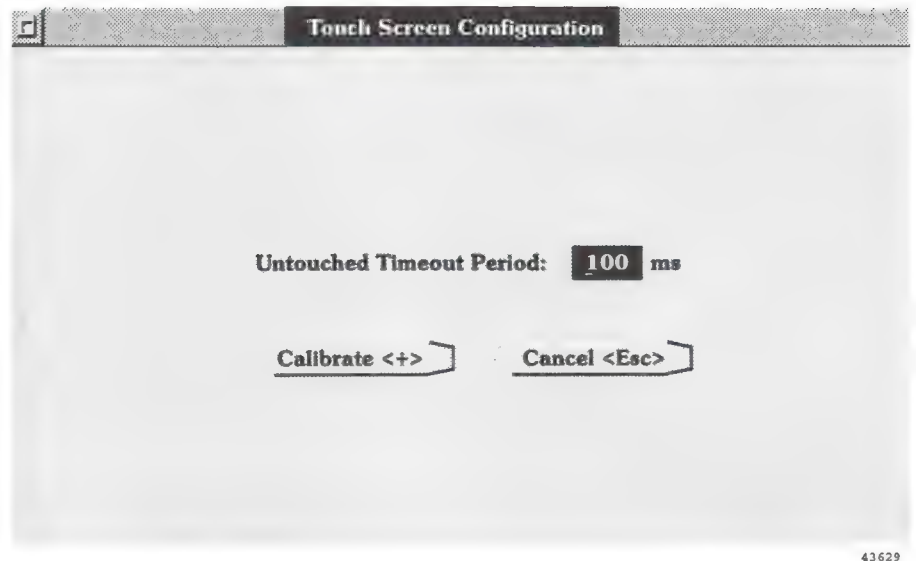 Touch Screen Configuration
Untouched Timeout Period: 100 ms
Calibrate <+> Cancel <Esc>
43629